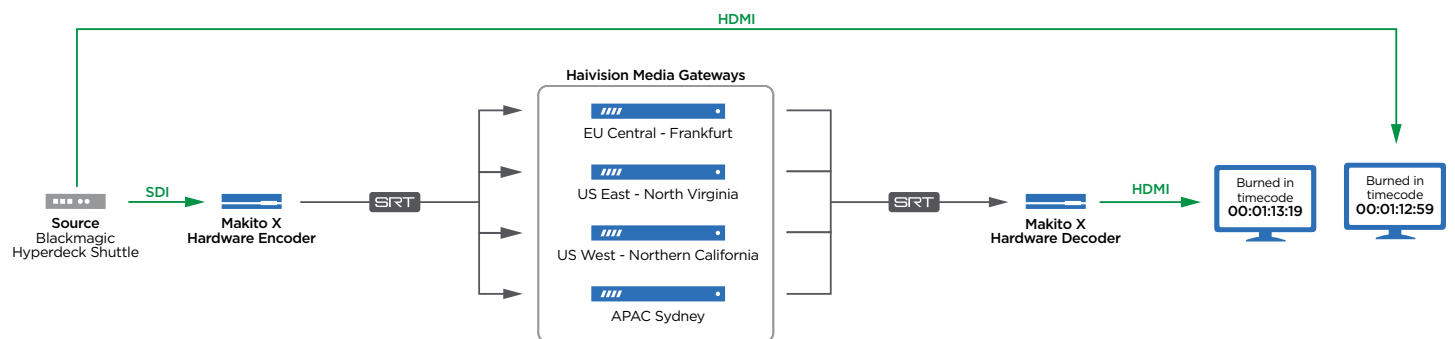 HDMI
Haivision Media Gateways
EU Central - Frankfurt
US East - North Virginia
US West - Northern California
APAC Sydney
SDI
Source
Blackmagic
Hyperdeck Shuttle
Makito X
Hardware Encoder
SRT
SRT
Makito X
Hardware Decoder
HDMI
Burned in
timecode
00:01:13:19
Burned in
timecode
00:01:12:59